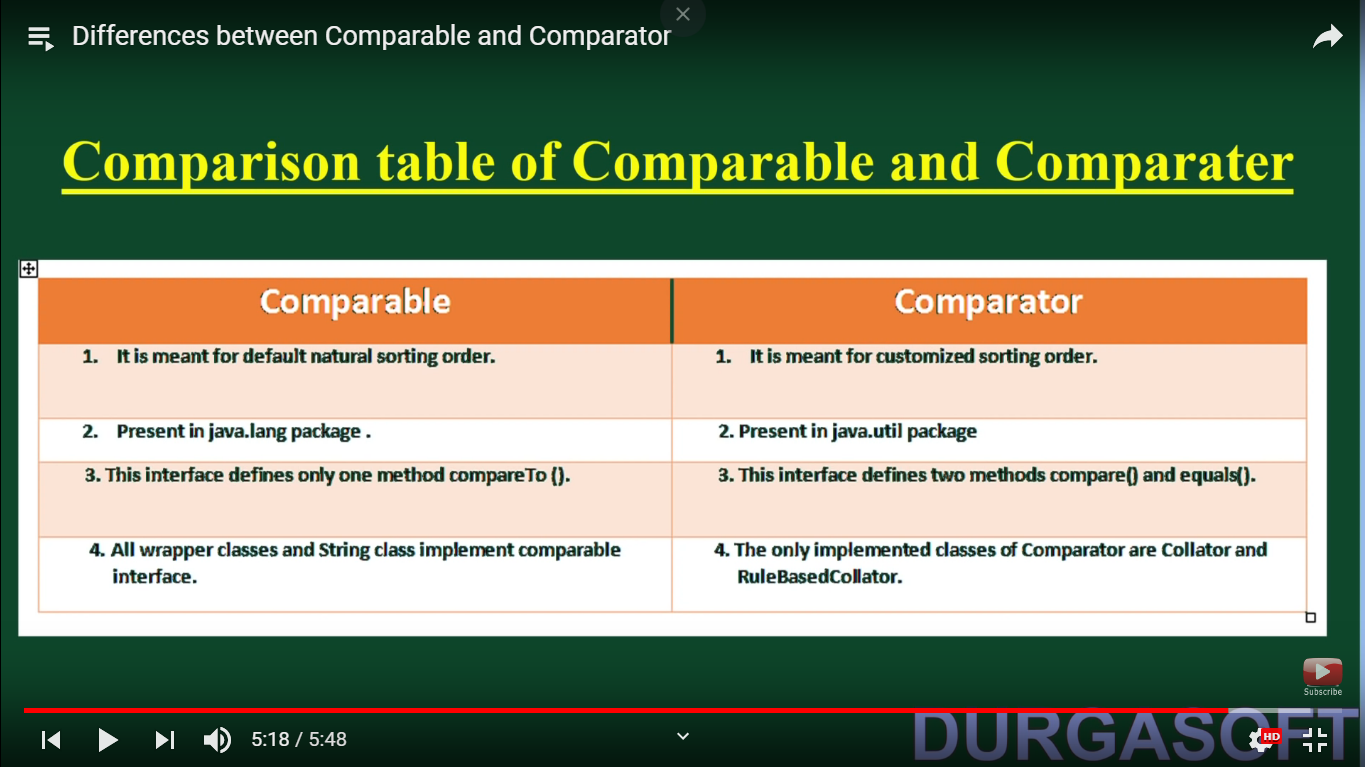 Differences between Comparable and Comparator
Comparison table of Comparable and Comparater
Comparable
Comparator
1. It is meant for default natural sorting order.
1. It is meant for customized sorting order.
2. Present in java.lang package .
2. Present in java.util package
3. This interface defines only one method compareTo ().
3. This interface defines two methods compare() and equals().
4. All wrapper classes and String class implement comparable
interface.
4. The only implemented classes of Comparator are Collator and
RuleBasedCollator.
Subscribe
5:18 / 5:48
HD
DURGASOFT